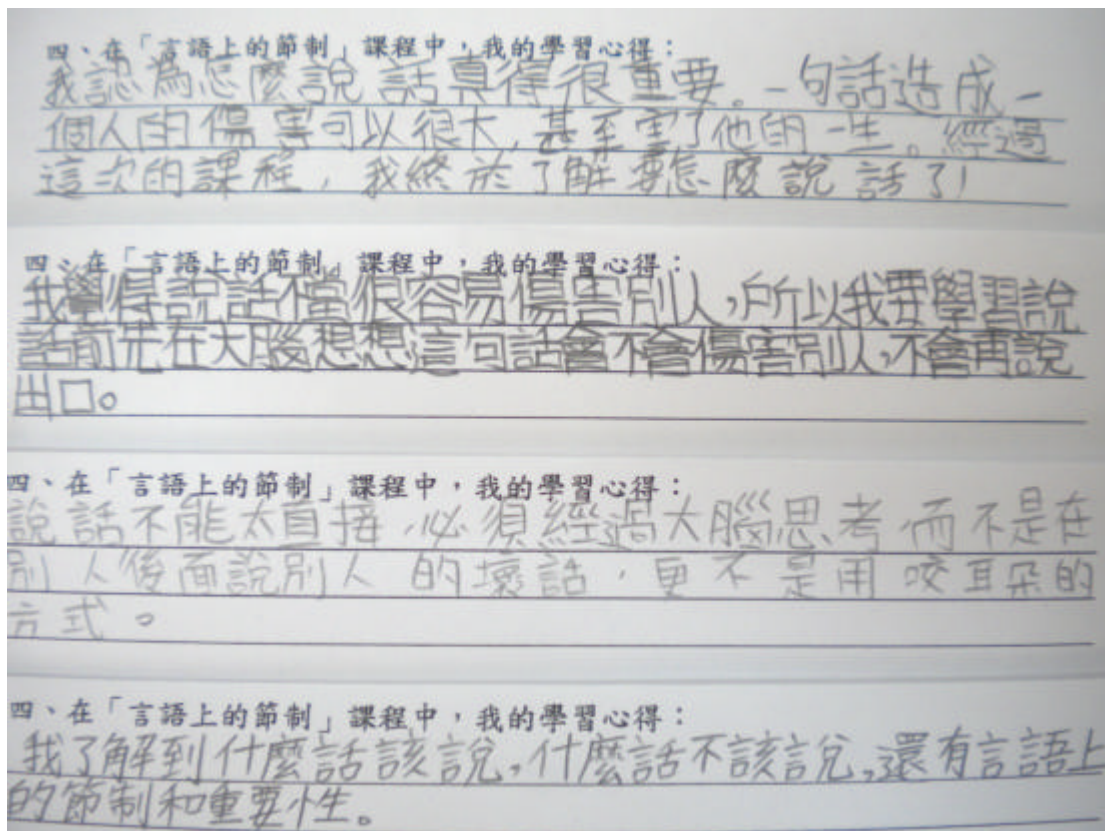 四、在「言語上的節制」課程中，我的學習心得：
我認為怎麼說話真得很重要。一句話造成一
個人的傷害可以很大，甚至害了他的一生。經過
這次的課程，我終於了解要怎麼說話了！
四、在「言語上的節制」課程中，我的學習心得：
我覺得說話不當很容易傷害別人，所以我要學習說
話前先在大腦想想這句話會不會傷害別人，不會再說
出口。
四、在「言語上的節制」課程中，我的學習心得：
說話不能太直接，必須經過大腦思考，而不是在
別人後面說別人的壞話，更不是用咬耳朵的
方式。
四、在「言語上的節制」課程中，我的學習心得：
我了解到什麼話該說，什麼話不該說，還有言語上
的節制和重要性。